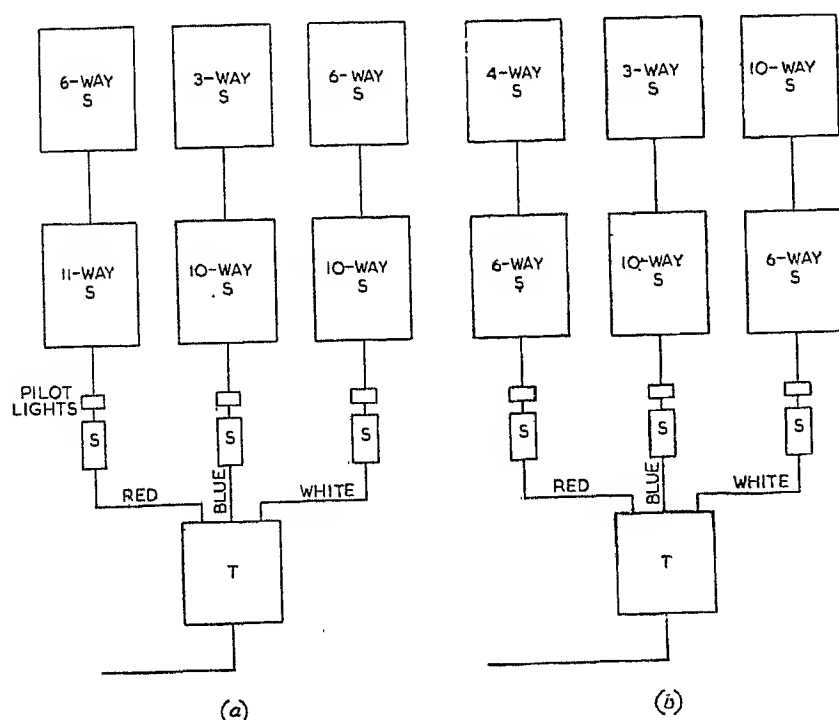 6-WAY
S
3-WAY
S
6-WAY
S
11-WAY
S
10-WAY
S
10-WAY
S
PILOT
LIGHTS
S
S
S
RED
BLUE
WHITE
T
(a)
4-WAY
S
3-WAY
S
10-WAY
S
6-WAY
S
10-WAY
S
6-WAY
S
S
S
S
RED
BLUE
WHITE
T
(b)